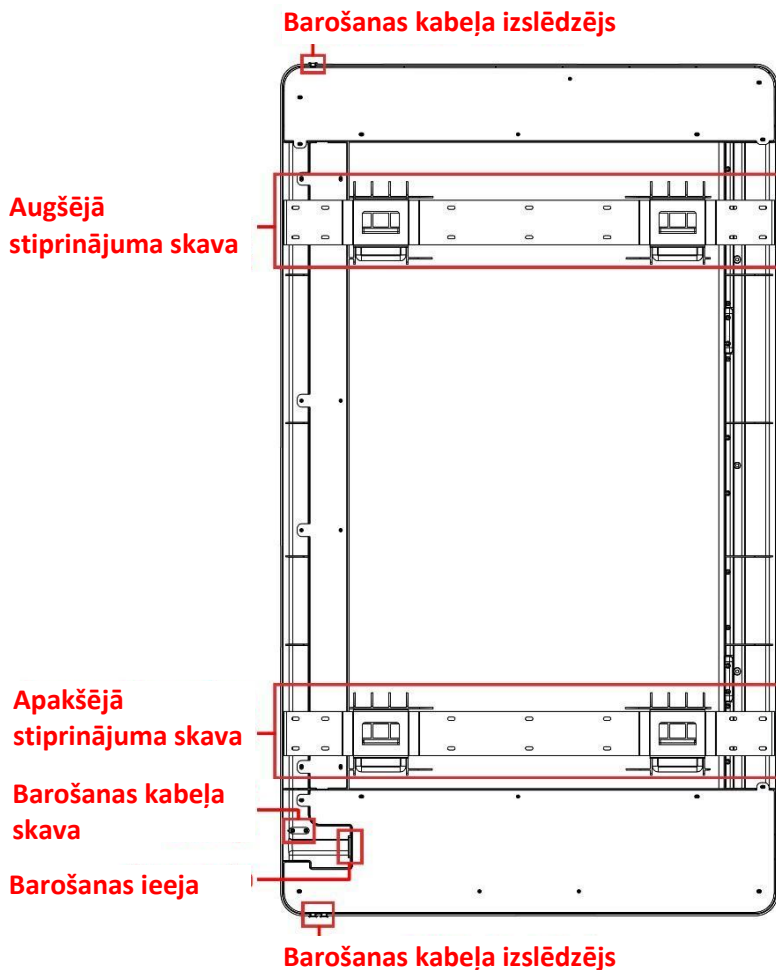 Barošanas kabeļa izslēdzējs
Augšējā
stiprinājuma skava
Apakšējā
stiprinājuma skava
Barošanas kabeļa
skava
Barošanas ieeja
Barošanas kabeļa izslēdzējs